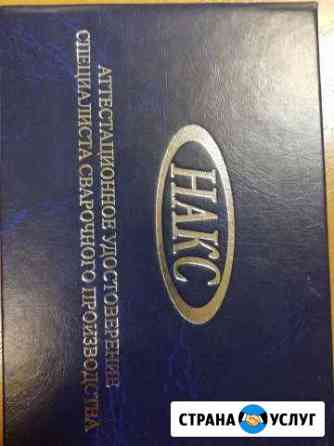 НАКС
АТТЕСТАЦИОННОЕ УДОСТОВЕРЕНИЕ
СПЕЦИАЛИСТА СВАРОЧНОГО ПРОИЗВОДСТВА
СТРАНА УСЛУГ